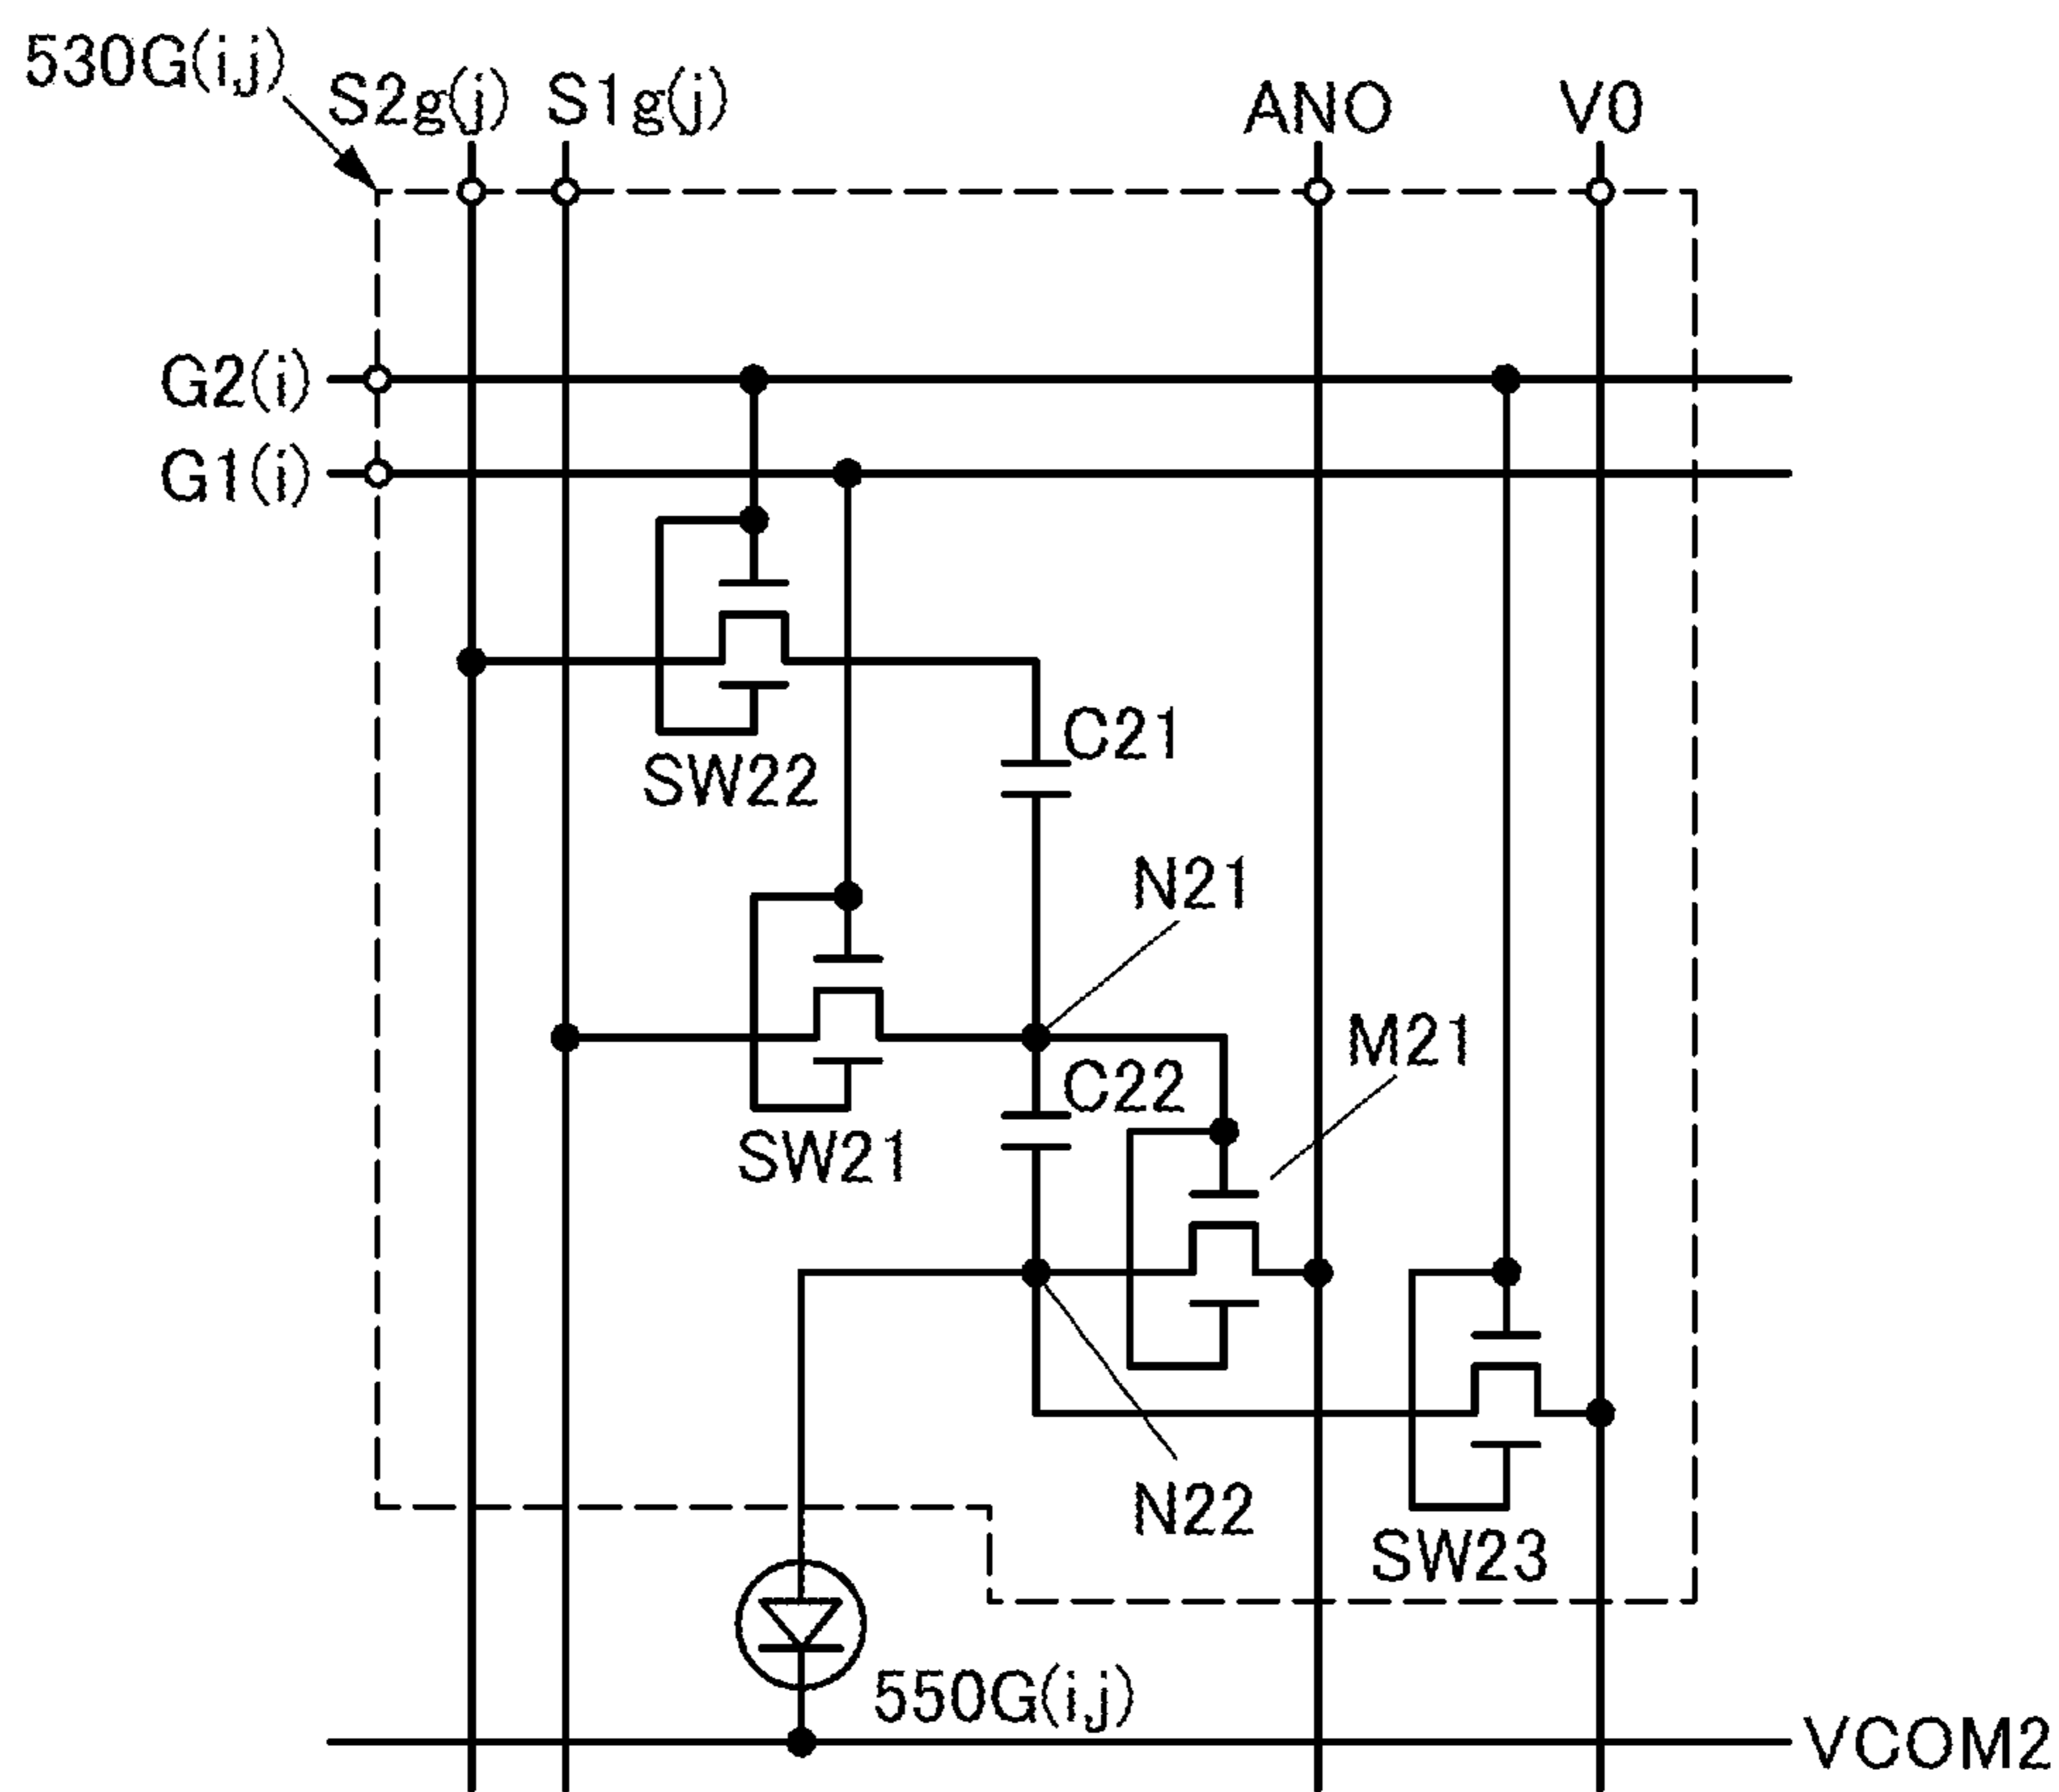 530G(i,j)
S2g(j)
S1g(j)
ANO
V0
G2(i)
G1(i)
C21
SW22
N21
M21
C22
SW21
N22
SW23
550G(i,j)
VCOM2